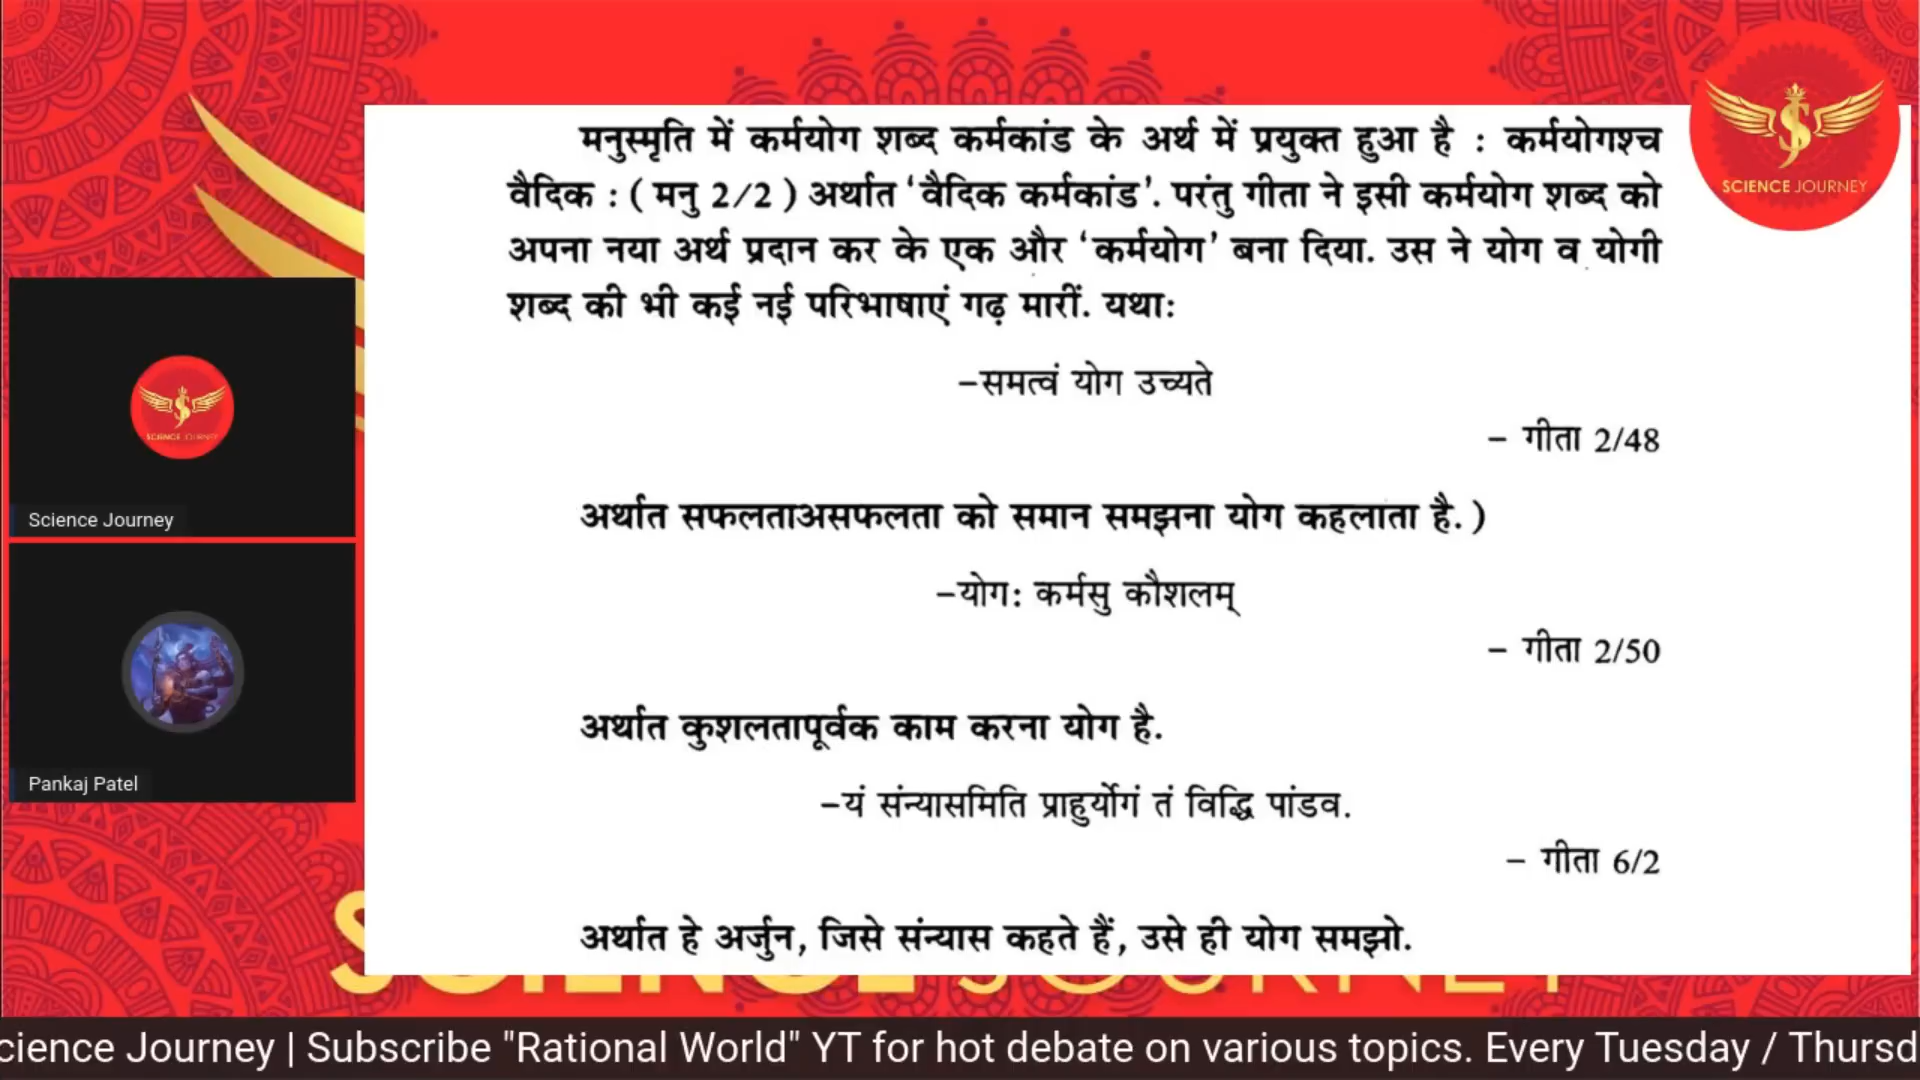 मनुस्मृति में कर्मयोग शब्द कर्मकांड के अर्थ में प्रयुक्त हुआ है : कर्मयोगश्च
वैदिक : ( मनु 2/2 ) अर्थात ‘वैदिक कर्मकांड’. परंतु गीता ने इसी कर्मयोग शब्द को
अपना नया अर्थ प्रदान कर के एक और ‘कर्मयोग’ बना दिया. उस ने योग व योगी
शब्द की भी कई नई परिभाषाएं गढ़ मारीं. यथा:
–समत्वं योग उच्यते
– गीता 2/48
अर्थात सफलताअसफलता को समान समझना योग कहलाता है. )
–योग: कर्मसु कौशलम्
– गीता 2/50
अर्थात कुशलतापूर्वक काम करना योग है.
–यं संन्यासमिति प्राहुर्योगं तं विद्धि पांडव.
– गीता 6/2
अर्थात हे अर्जुन, जिसे संन्यास कहते हैं, उसे ही योग समझो.
SCIENCE JOURNEY
SCIENCE JOURNEY
Science Journey
Pankaj Patel
SCIENCE JOURNEY
cience Journey | Subscribe "Rational World" YT for hot debate on various topics. Every Tuesday / Thursd